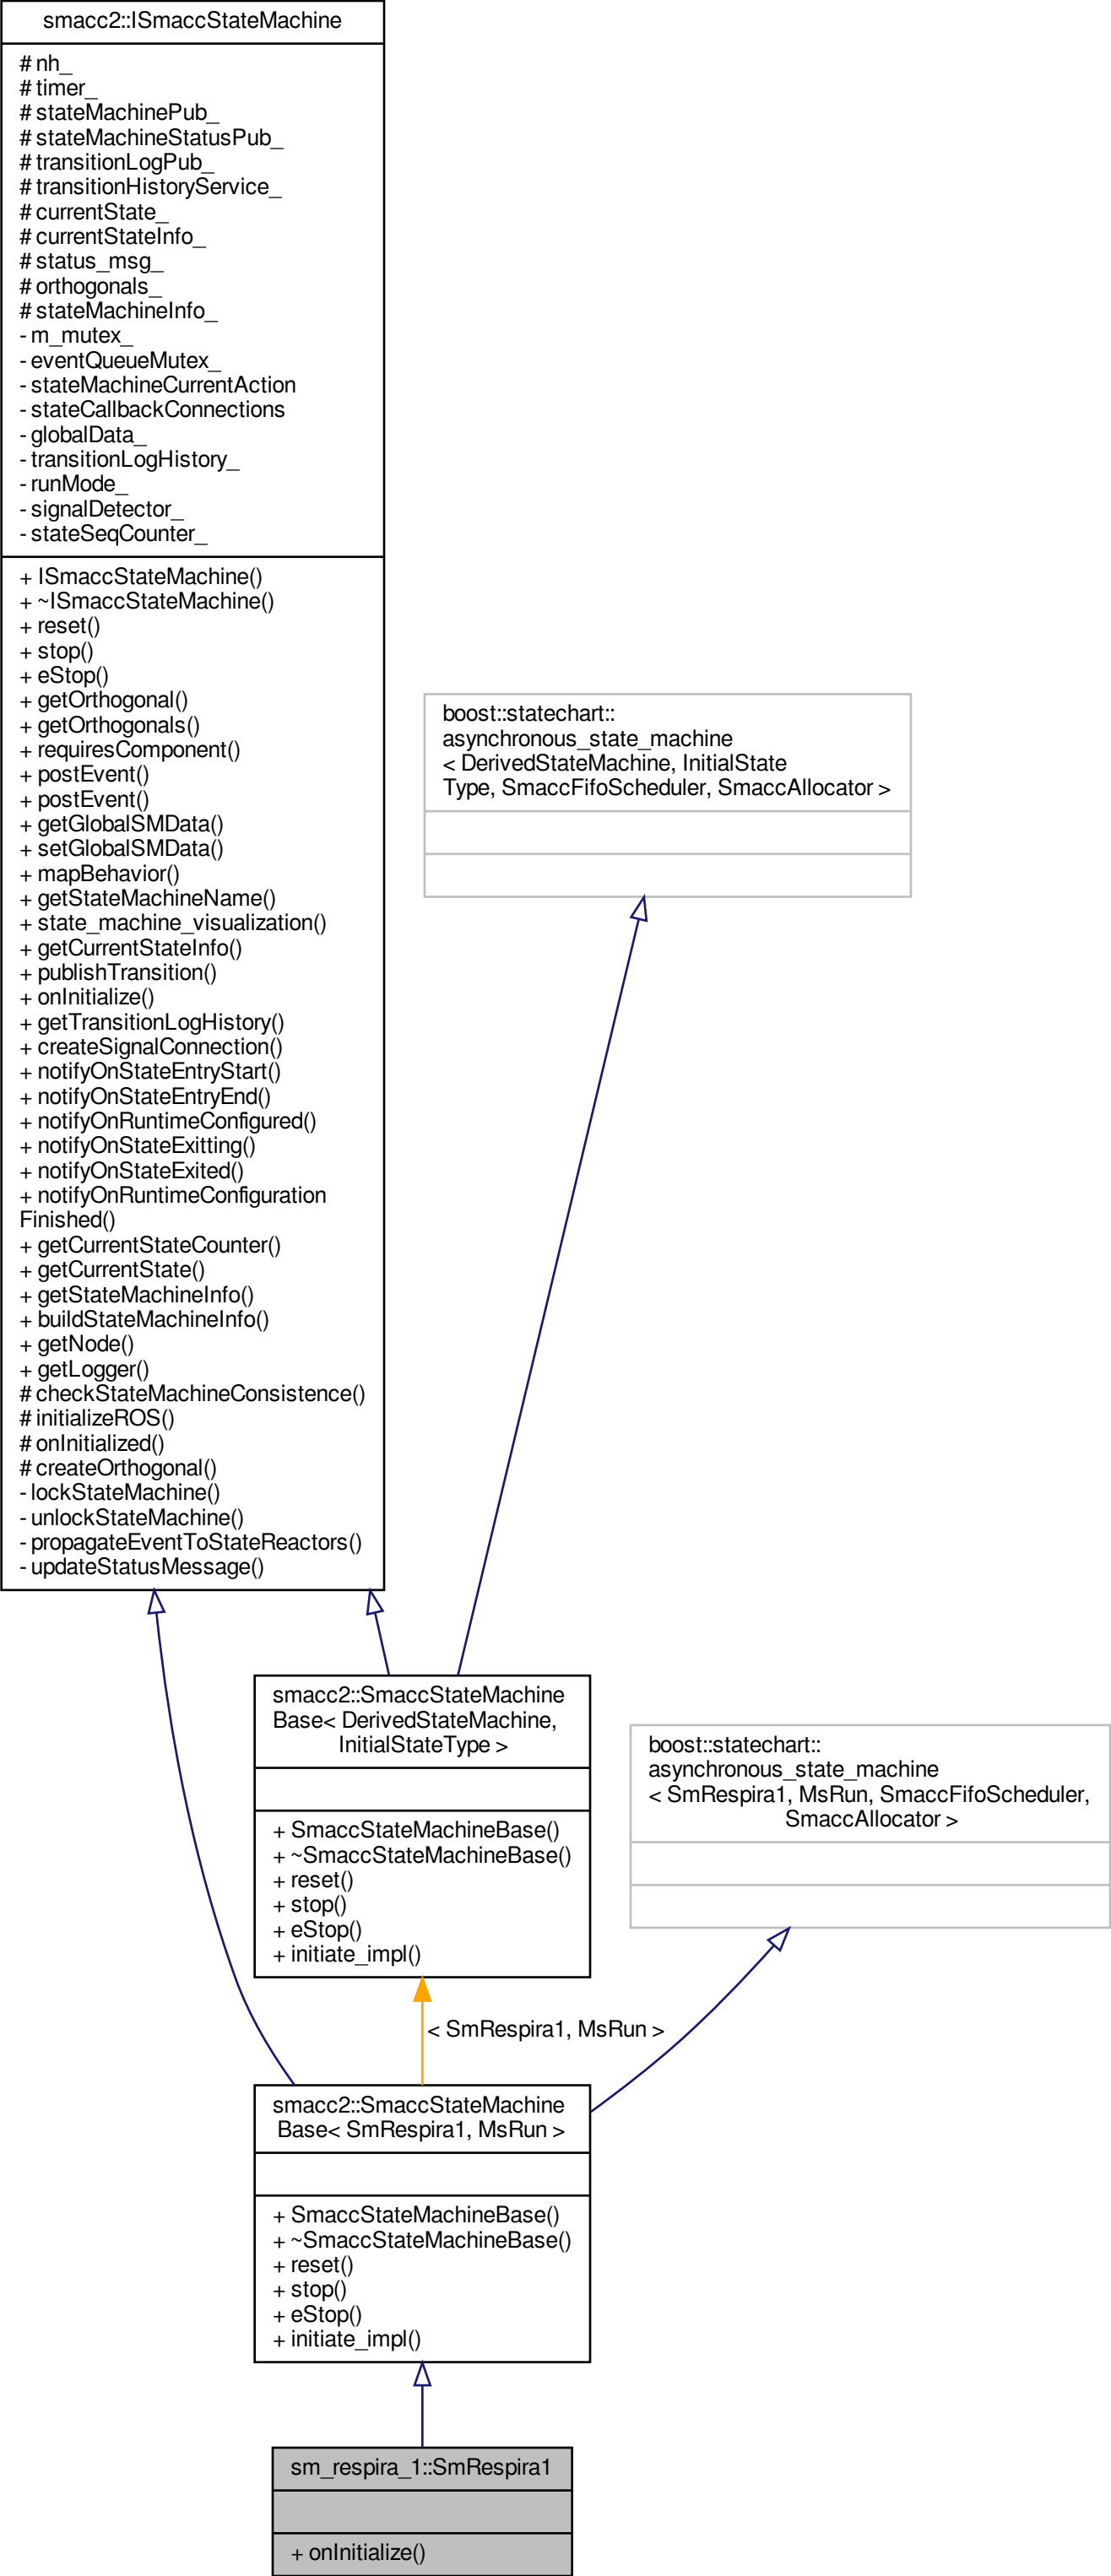 smacc2::ISmaccStateMachine
# nh_
# timer_
# stateMachinePub_
# stateMachineStatusPub_
# transitionLogPub_
# transitionHistoryService_
# currentState_
# currentStateInfo_
# status_msg_
# orthogonals_
# stateMachineInfo_
- m_mutex_
- eventQueueMutex_
- stateMachineCurrentAction
- stateCallbackConnections
- globalData_
- transitionLogHistory_
- runMode_
- signalDetector_
- stateSeqCounter_
+ ISmaccStateMachine()
+ ~ISmaccStateMachine()
+ reset()
+ stop()
+ eStop()
+ getOrthogonal()
+ getOrthogonals()
+ requiresComponent()
+ postEvent()
+ postEvent()
+ getGlobalSMData()
+ setGlobalSMData()
+ mapBehavior()
+ getStateMachineName()
+ state_machine_visualization()
+ getCurrentStateInfo()
+ publishTransition()
+ onInitialize()
+ getTransitionLogHistory()
+ createSignalConnection()
+ notifyOnStateEntryStart()
+ notifyOnStateEntryEnd()
+ notifyOnRuntimeConfigured()
+ notifyOnStateExitting()
+ notifyOnStateExited()
+ notifyOnRuntimeConfiguration
Finished()
+ getCurrentStateCounter()
+ getCurrentState()
+ getStateMachineInfo()
+ buildStateMachineInfo()
+ getNode()
+ getLogger()
# checkStateMachineConsistence()
# initializeROS()
# onInitialized()
# createOrthogonal()
- lockStateMachine()
- unlockStateMachine()
- propagateEventToStateReactors()
- updateStatusMessage()
boost::statechart::
asynchronous_state_machine
< DerivedStateMachine, InitialState
Type, SmaccFifoScheduler, SmaccAllocator >
smacc2::SmaccStateMachine
Base< DerivedStateMachine,
InitialStateType >
+ SmaccStateMachineBase()
+ ~SmaccStateMachineBase()
+ reset()
+ stop()
+ eStop()
+ initiate_impl()
boost::statechart::
asynchronous_state_machine
< SmRespira1, MsRun, SmaccFifoScheduler,
SmaccAllocator >
< SmRespira1, MsRun >
smacc2::SmaccStateMachine
Base< SmRespira1, MsRun >
+ SmaccStateMachineBase()
+ ~SmaccStateMachineBase()
+ reset()
+ stop()
+ eStop()
+ initiate_impl()
sm_respira_1::SmRespira1
+ onInitialize()